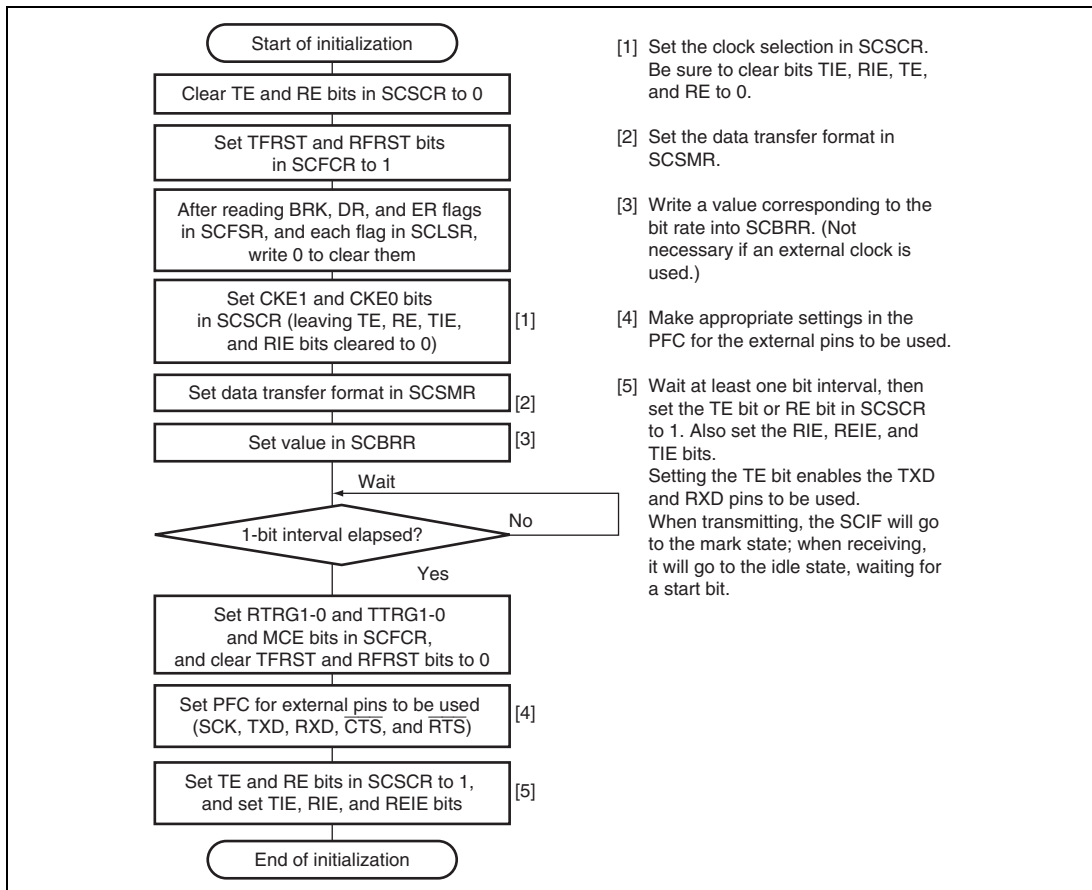 Start of initialization
Clear TE and RE bits in SCSCR to 0
Set TFRST and RFRST bits
in SCFCR to 1
After reading BRK, DR, and ER flags
in SCFSR, and each flag in SCLSR,
write 0 to clear them
Set CKE1 and CKE0 bits
in SCSCR (leaving TE, RE, TIE,
and RIE bits cleared to 0)
[1]
Set data transfer format in SCSMR
[2]
Set value in SCBRR
[3]
Wait
1-bit interval elapsed?
No
Yes
Set RTRG1-0 and TTRG1-0
and MCE bits in SCFCR,
and clear TFRST and RFRST bits to 0
Set PFC for external pins to be used
(SCK, TXD, RXD, CTS, and RTS)
[4]
Set TE and RE bits in SCSCR to 1,
and set TIE, RIE, and REIE bits
[5]
End of initialization
[1] Set the clock selection in SCSCR.
Be sure to clear bits TIE, RIE, TE,
and RE to 0.
[2] Set the data transfer format in
SCSMR.
[3] Write a value corresponding to the
bit rate into SCBRR. (Not
necessary if an external clock is
used.)
[4] Make appropriate settings in the
PFC for the external pins to be used.
[5] Wait at least one bit interval, then
set the TE bit or RE bit in SCSCR
to 1. Also set the RIE, REIE, and
TIE bits.
Setting the TE bit enables the TXD
and RXD pins to be used.
When transmitting, the SCIF will go
to the mark state; when receiving,
it will go to the idle state, waiting for
a start bit.